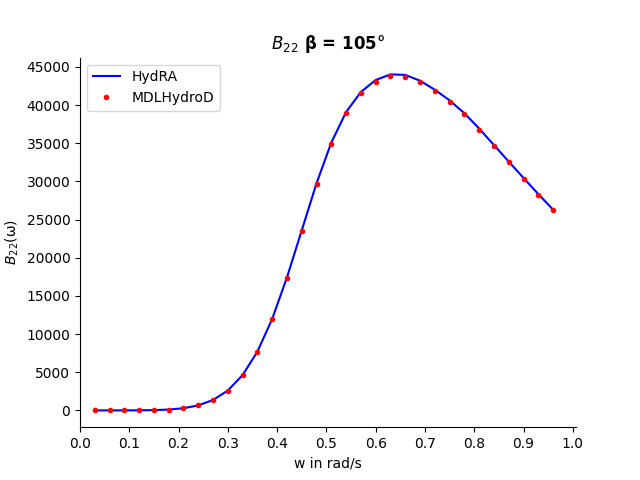 B₂₂ β = 105°
HydRA
MDLHydroD
45000
40000
35000
30000
25000
20000
15000
10000
5000
0
B₂₂(ω)
0.0 0.1 0.2 0.3 0.4 0.5 0.6 0.7 0.8 0.9 1.0
w in rad/s